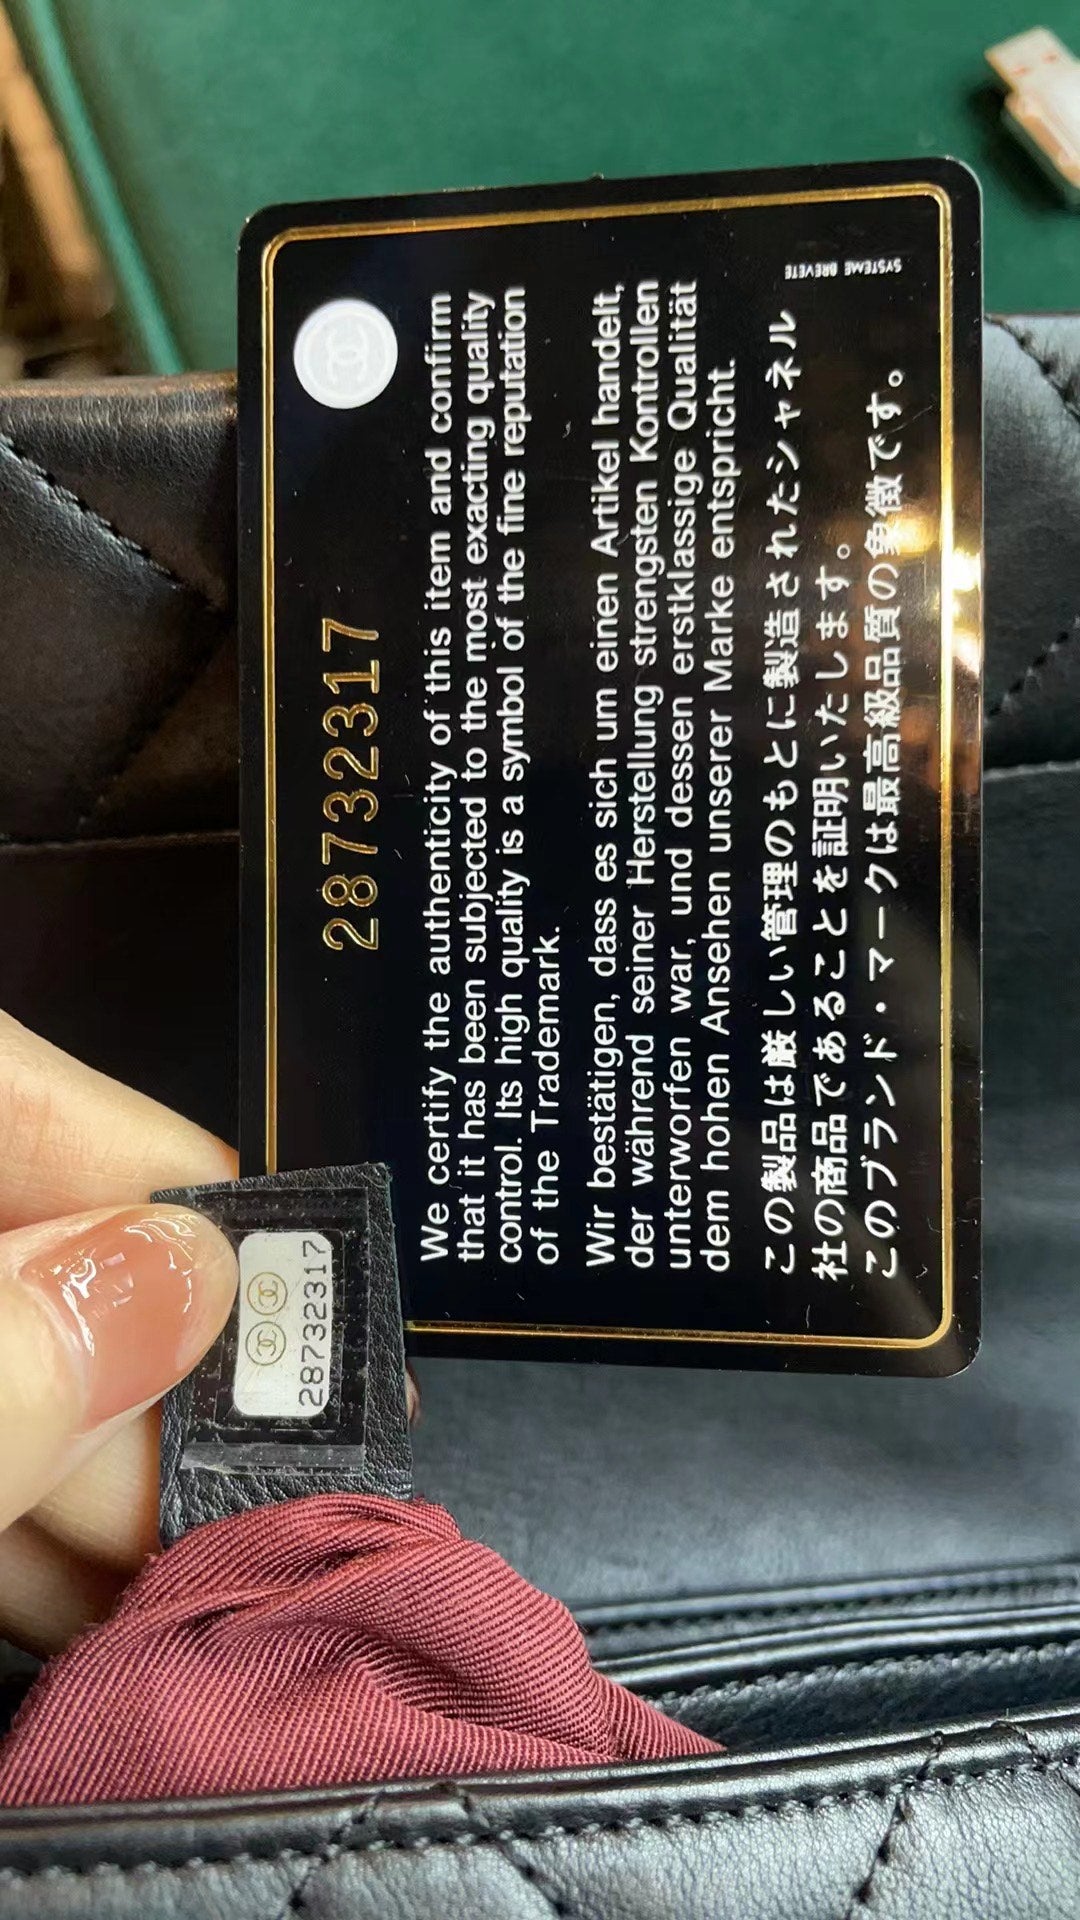 28732317
We certify the authenticity of this item and confirm
that it has been subjected to the most exacting quality
control. Its high quality is a symbol of the fine reputation
of the Trademark.
Wir bestätigen, dass es sich um einen Artikel handelt,
der während seiner Herstellung strengsten Kontrollen
unterworfen war, und dessen erstklassige Qualität
dem hohen Ansehen unserer Marke entspricht.
この製品は厳しい管理のもとに製造されたシャネル
社の商品であることを証明いたします。
このブランド・マークは最高級品質の象徴です。
SYSTEME BREVETE
28732317